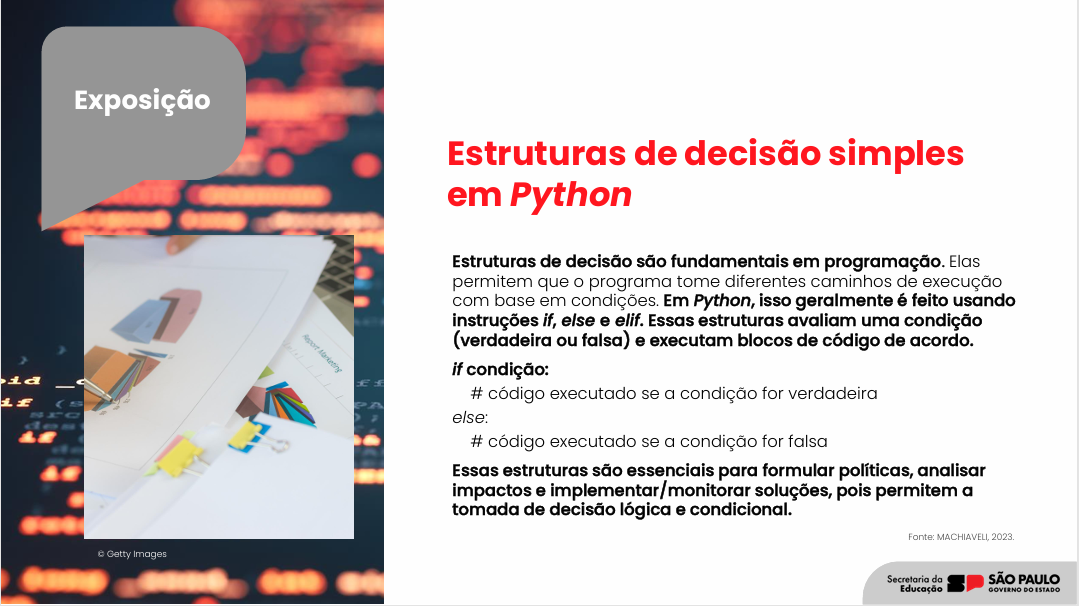 Exposição
Estruturas de decisão simples
em Python
Estruturas de decisão são fundamentais em programação. Elas
permitem que o programa tome diferentes caminhos de execução
com base em condições. Em Python, isso geralmente é feito usando
instruções if, else e elif. Essas estruturas avaliam uma condição
(verdadeira ou falsa) e executam blocos de código de acordo.
if condição:
# código executado se a condição for verdadeira
else:
# código executado se a condição for falsa
Essas estruturas são essenciais para formular políticas, analisar
impactos e implementar/monitorar soluções, pois permitem a
tomada de decisão lógica e condicional.
Fonte: MACHIAVELI, 2023.
Report Marketing
© Getty Images
Secretaria da
Educação
SP
SÃO PAULO
GOVERNO DO ESTADO